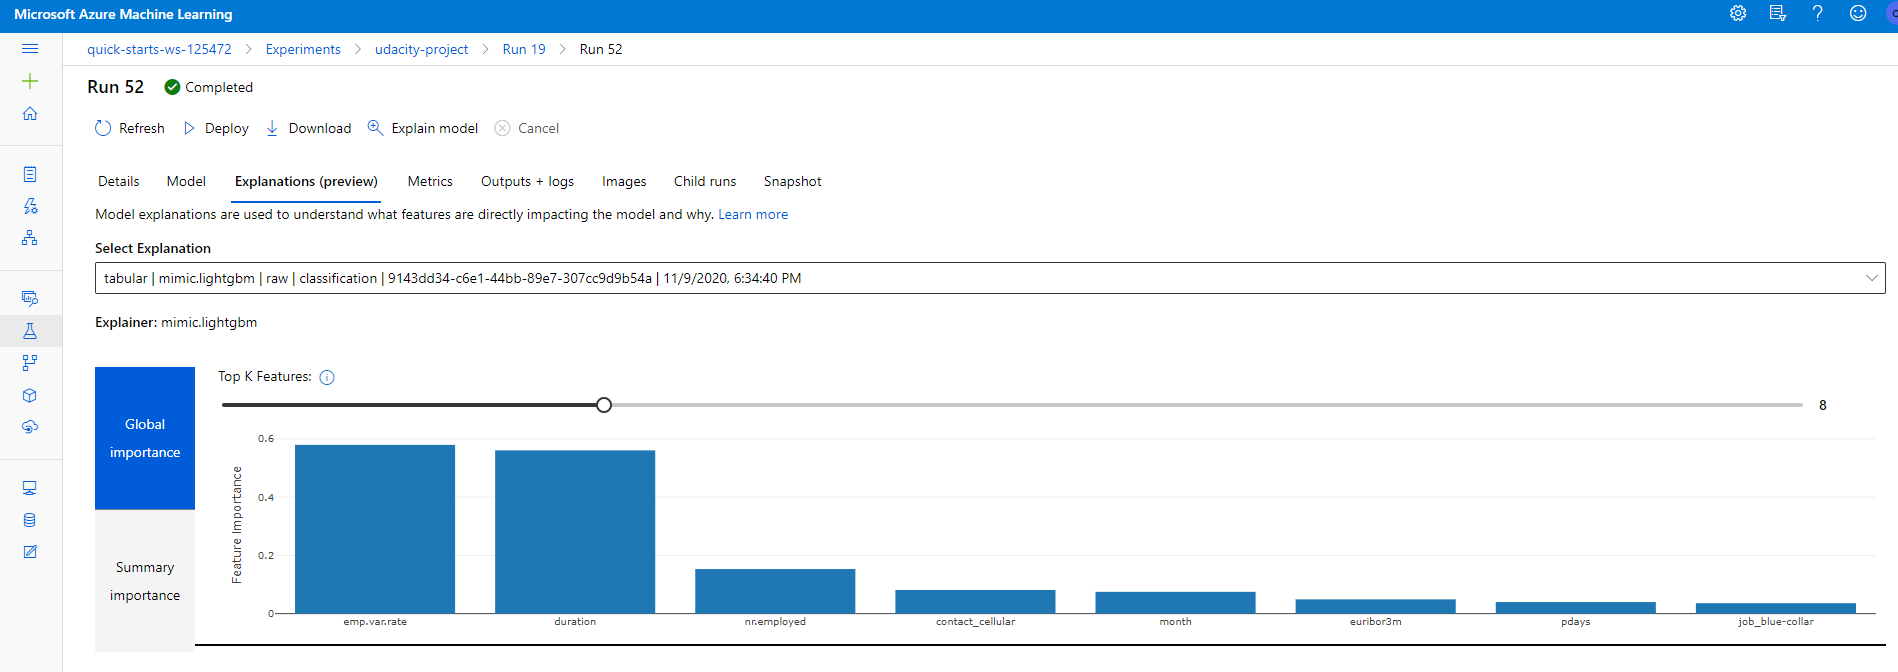 Microsoft Azure Machine Learning
quick-starts-ws-125472 > Experiments > udacity-project > Run 19 > Run 52
Run 52 Completed
Refresh Deploy Download Explain model Cancel
Details Model Explanations (preview) Metrics Outputs + logs Images Child runs Snapshot
Model explanations are used to understand what features are directly impacting the model and why. Learn more
Select Explanation
tabular | mimic.lightgbm | raw | classification | 9143dd34-c6e1-44bb-89e7-307cc9d9b54a | 11/9/2020, 6:34:40 PM
Explainer: mimic.lightgbm
Global
importance
Summary
importance
Top K Features:
8
Feature Importance
0.6
0.4
0.2
0
emp.var.rate duration nr.employed contact_cellular month euribor3m pdays job_blue-collar